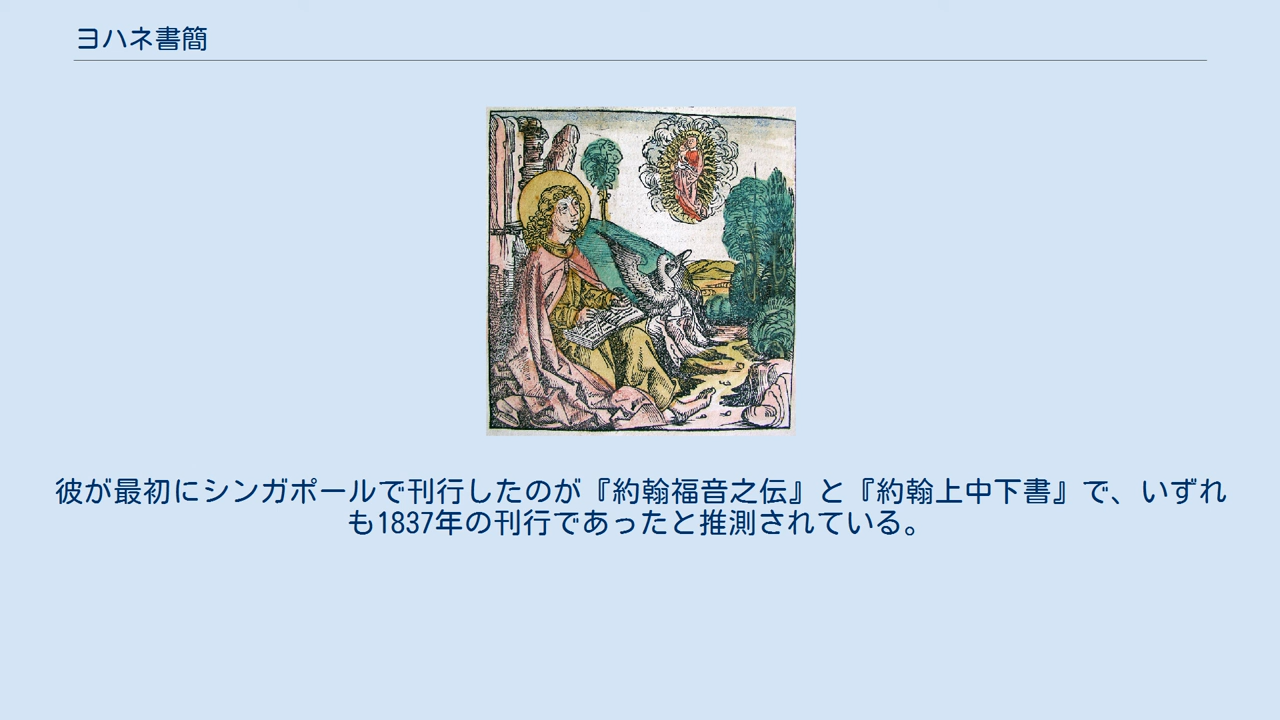 ヨハネ書簡
彼が最初にシンガポールで刊行したのが『約翰福音之伝』と『約翰上中下書』で、いずれ
も1837年の刊行であったと推測されている。